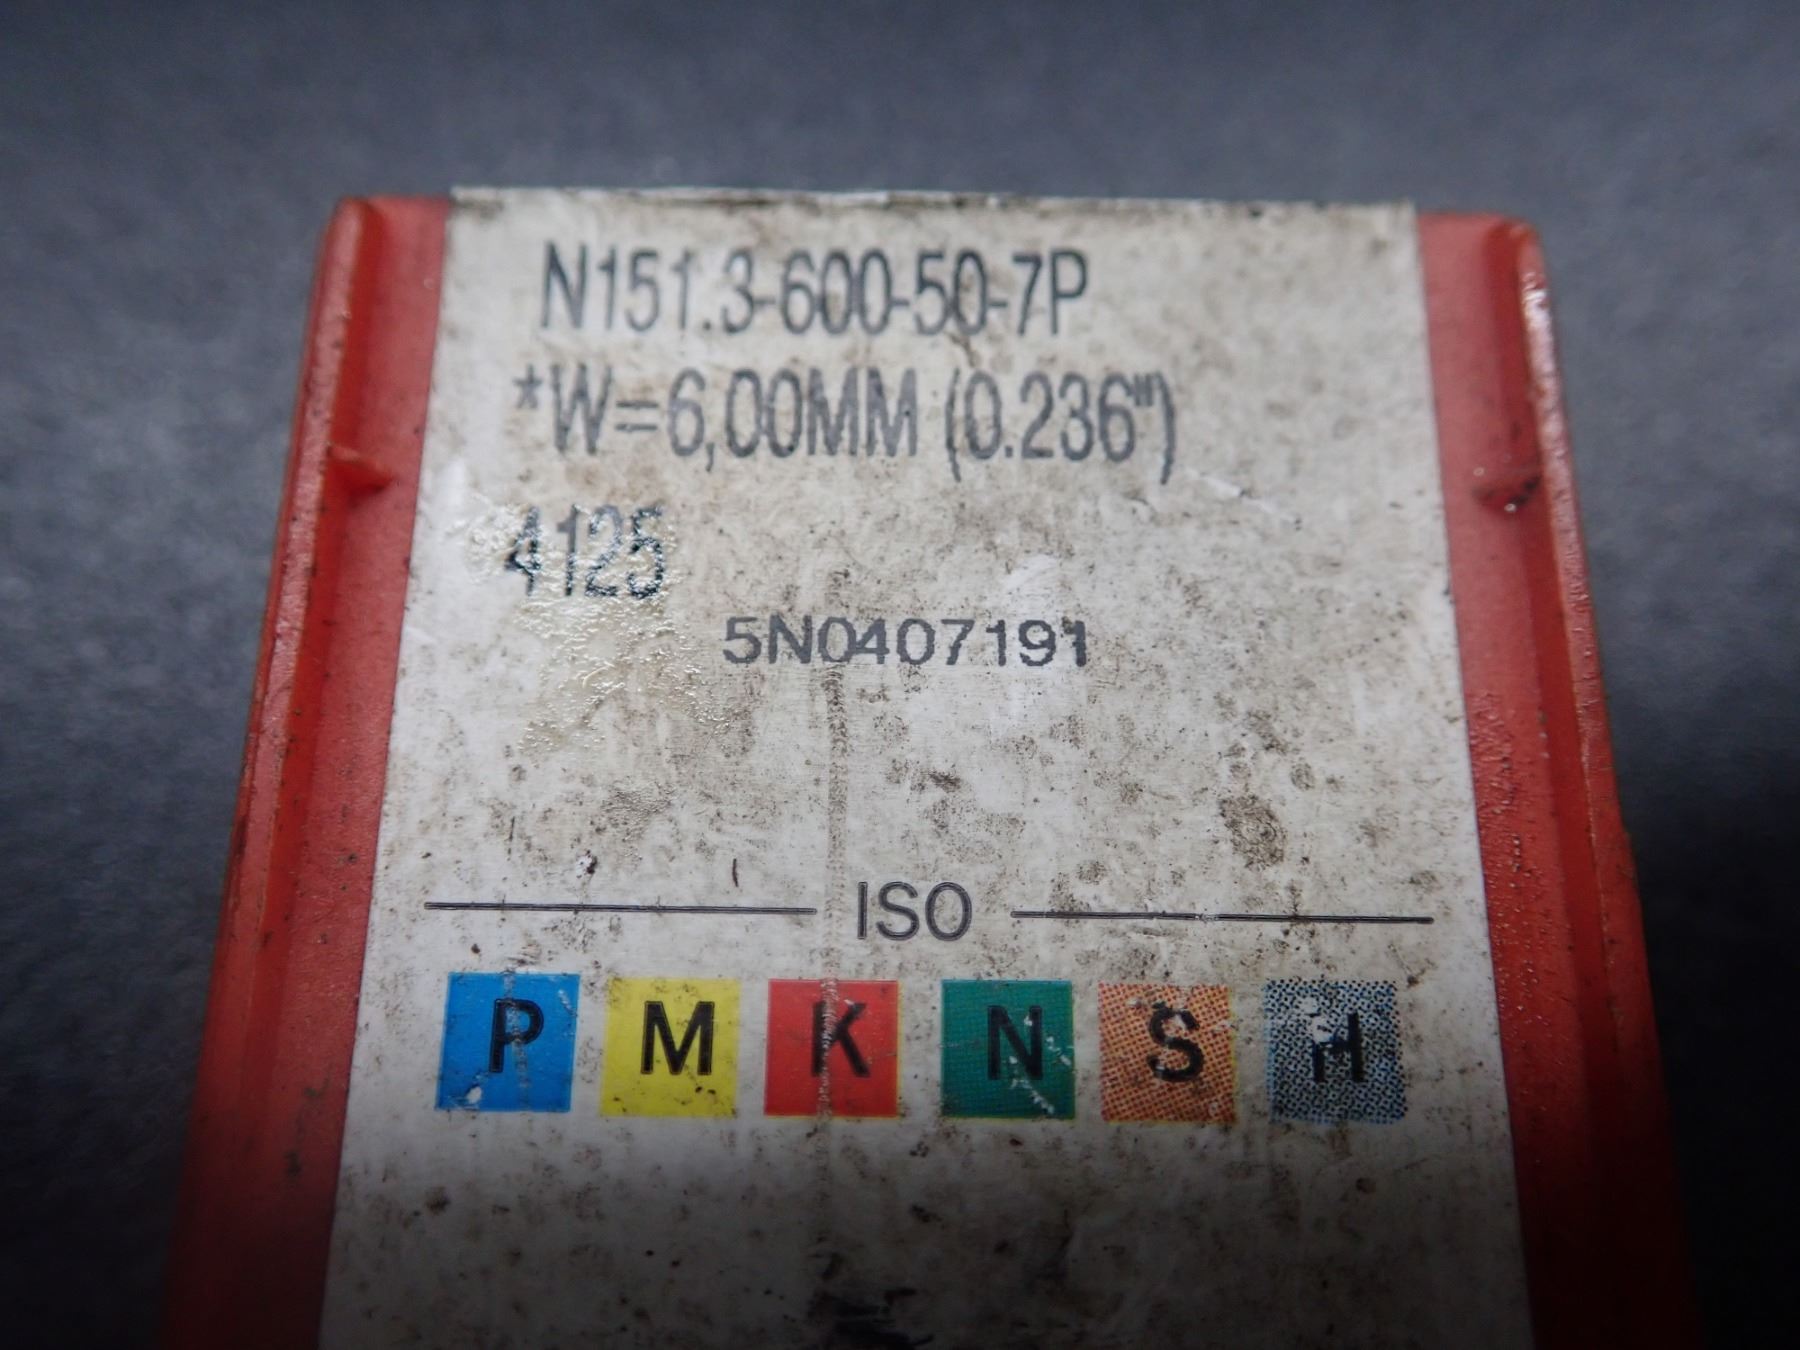 N151.3-600-50-7P
*W=6,00MM (0.236")
4125
5N0407191
ISO
P M K N S H